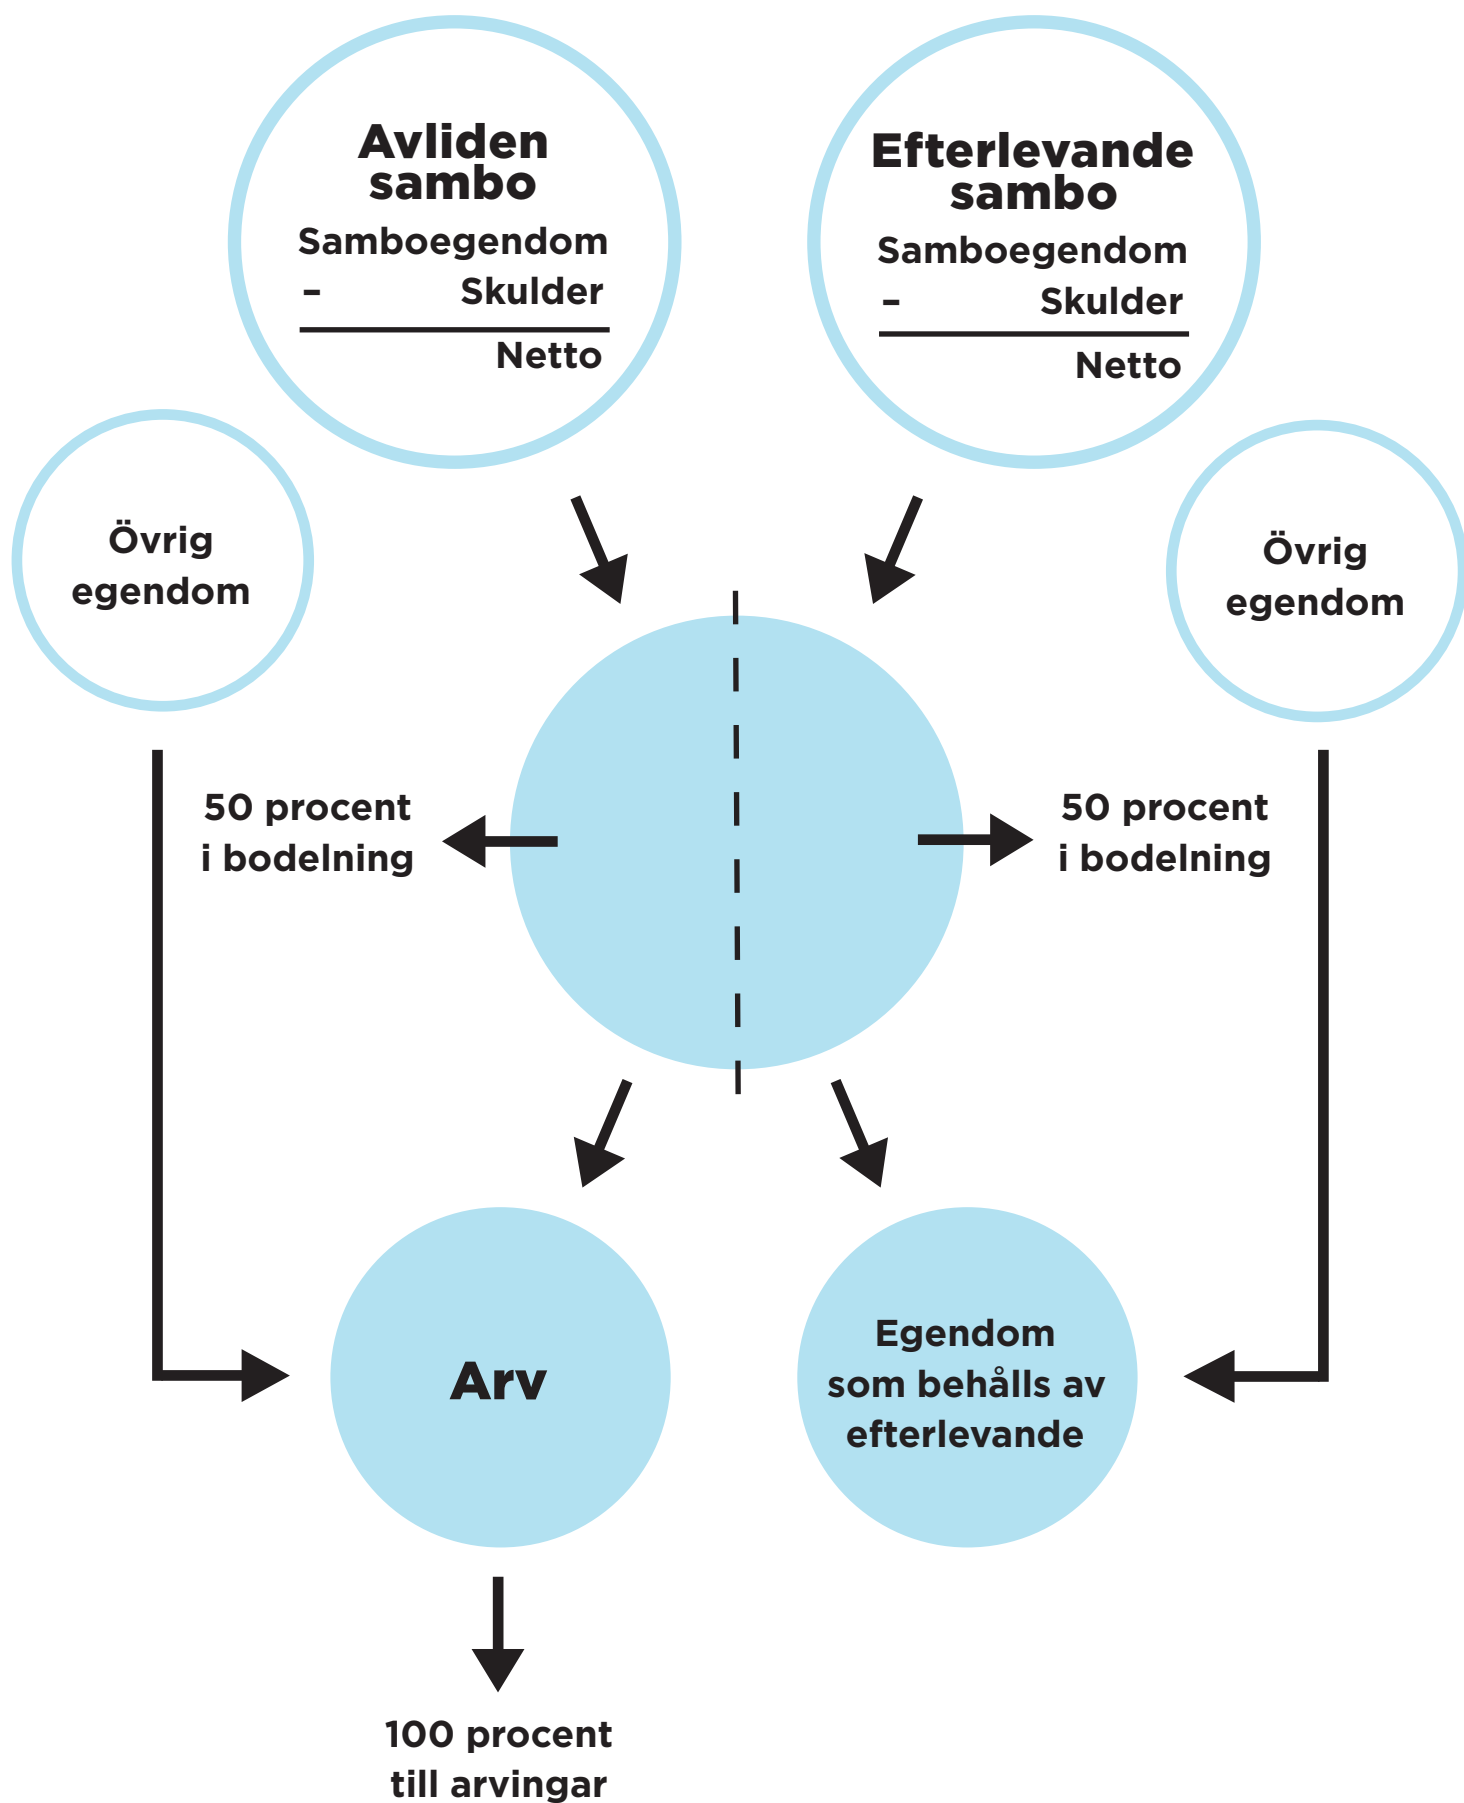 Avliden
sambo
Samboegendom
– Skulder
Netto
Efterlevande
sambo
Samboegendom
– Skulder
Netto
Övrig
egendom
Övrig
egendom
50 procent
i bodelning
50 procent
i bodelning
Arv
Egendom
som behålls av
efterlevande
100 procent
till arvingar